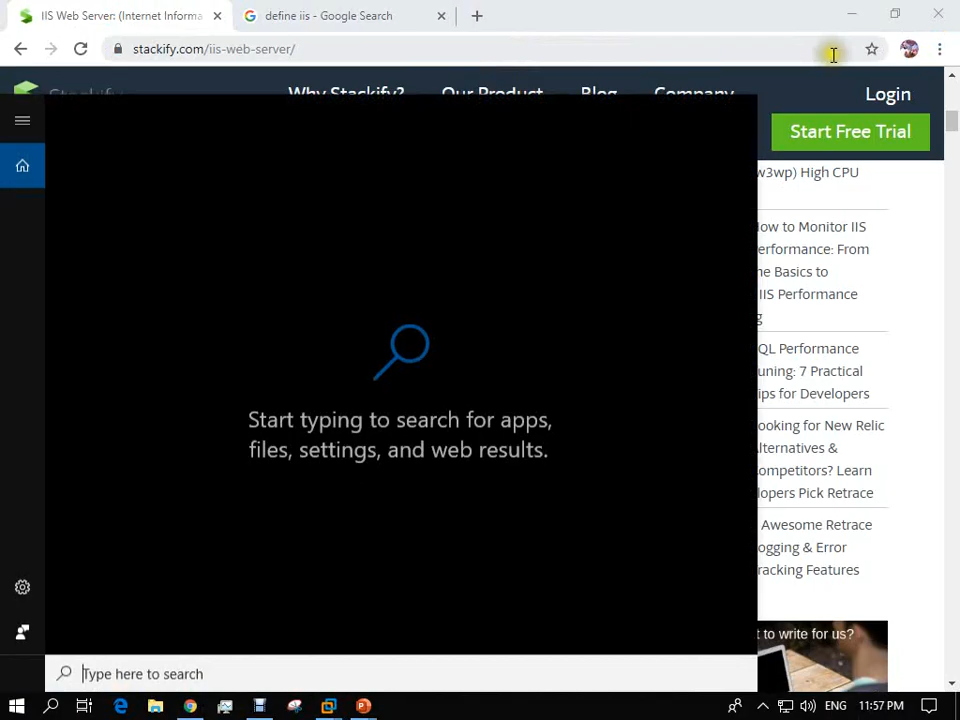 IIS Web Server: (Internet Informa
define iis - Google Search
stackify.com/iis-web-server/
Stackify
Why Stackify?
Our Product
Blog
Company
Login
Start Free Trial
w3wp) High CPU
How to Monitor IIS
erformance: From
he Basics to
IIS Performance
g
QL Performance
uning: 7 Practical
ips for Developers
ooking for New Relic
lternatives &
ompetitors? Learn
lopers Pick Retrace
Awesome Retrace
ogging & Error
racking Features
t to write for us?
Start typing to search for apps,
files, settings, and web results.
Type here to search
ENG
11:57 PM